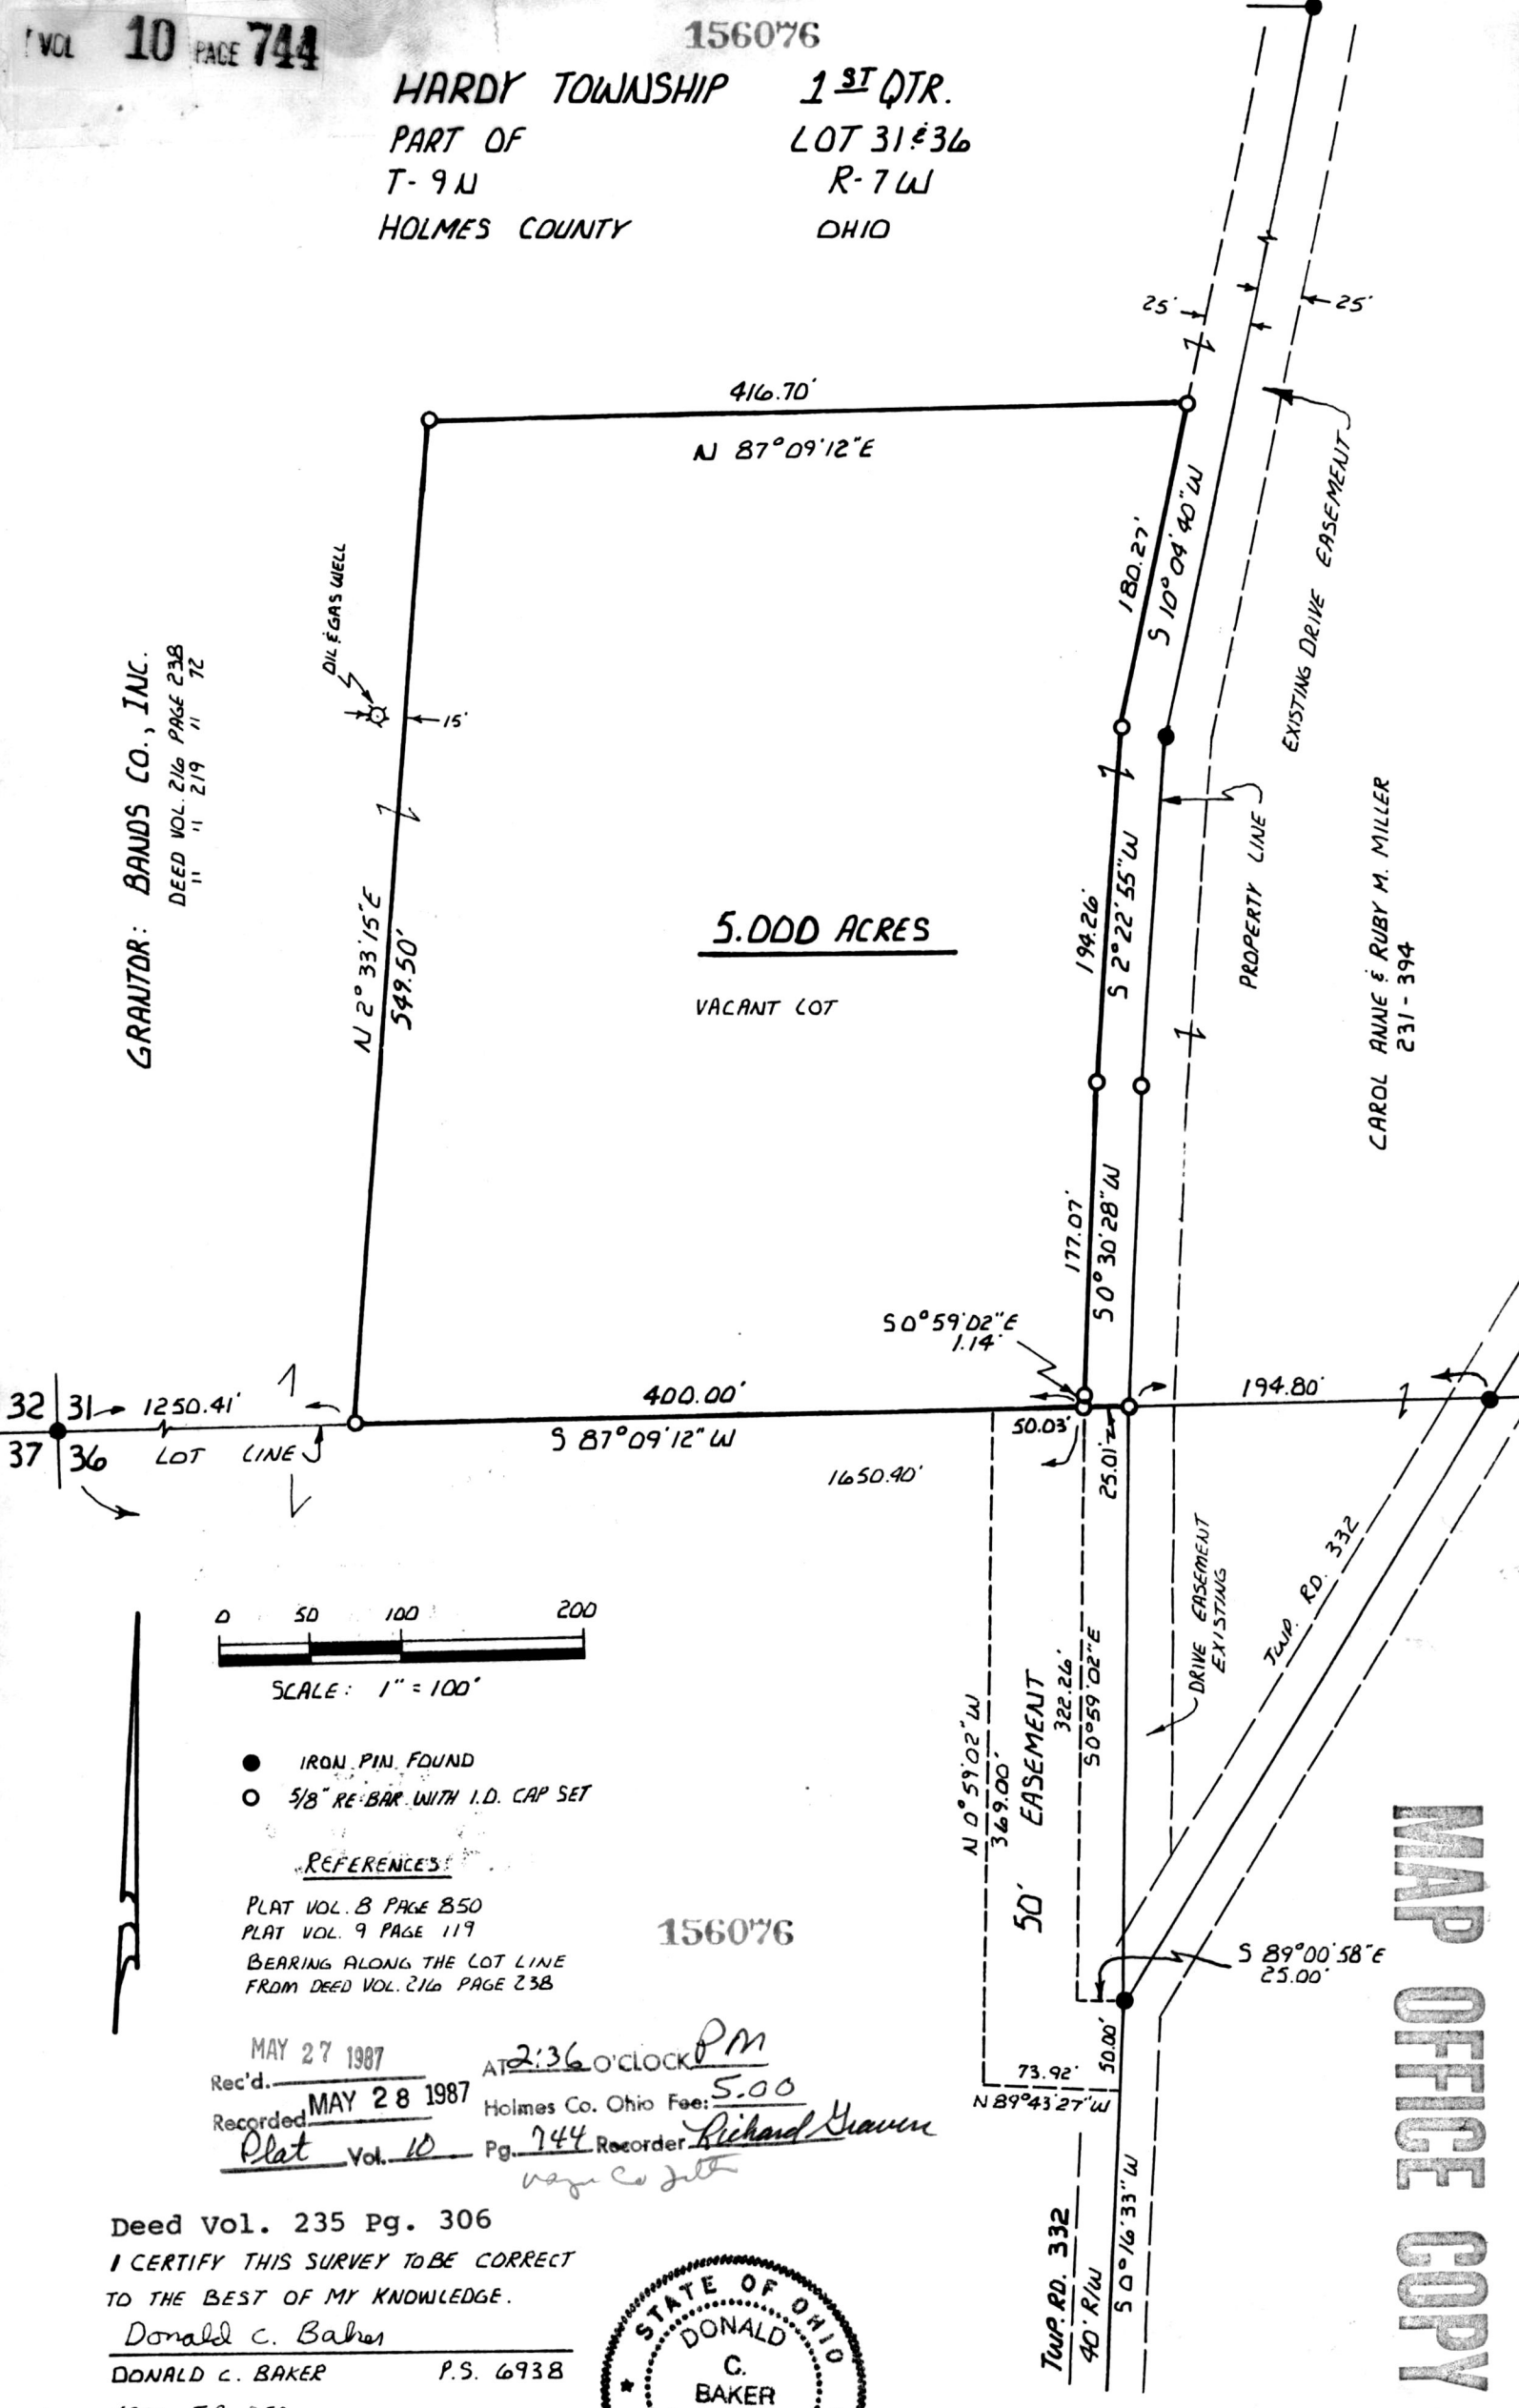 VOL 10 PAGE 744
156076
HARDY TOWNSHIP 1ST QTR.
PART OF LOT 31 & 36
T-9N R-7W
HOLMES COUNTY OHIO
25'
25'
416.70'
N 87°09'12"E
180.27'
S 10°04'40"W
EXISTING DRIVE EASEMENT
OIL & GAS WELL
15'
GRANTOR: BANDS CO., INC.
DEED VOL. 216 PAGE 238
" " 219 " 72
N 2°33'15"E
549.50'
5.000 ACRES
VACANT LOT
194.26'
S 2°22'55"W
PROPERTY LINE
CAROL ANNE & RUBY M. MILLER
231-394
177.07'
S 0°30'28"W
S 0°59'02"E
1.14'
32 31
37 36
1250.41'
LOT LINE
400.00'
S 87°09'12"W
1650.40'
50.03'
25.01'
194.80'
0 50 100 200
SCALE: 1" = 100'
IRON PIN FOUND
5/8" RE-BAR WITH I.D. CAP SET
REFERENCES:
PLAT VOL. 8 PAGE 850
PLAT VOL. 9 PAGE 119
BEARING ALONG THE LOT LINE
FROM DEED VOL. 216 PAGE 238
156076
N 0°59'02"W
369.00'
50' EASEMENT
322.26'
S 0°59'02"E
DRIVE EASEMENT
EXISTING
TWP. RD. 332
S 89°00'58"E
25.00'
50.00'
73.92'
N 89°43'27"W
TWP. RD. 332
40' R/W
S 0°16'33"W
MAP OFFICE COPY
Rec'd. MAY 27 1987 AT 2:36 O'CLOCK PM
Recorded MAY 28 1987 Holmes Co. Ohio Fee: 5.00
Plat Vol. 10 Pg. 744 Recorder Richard Graven
Deed Vol. 235 Pg. 306
I CERTIFY THIS SURVEY TO BE CORRECT
TO THE BEST OF MY KNOWLEDGE.
Donald C. Baker
DONALD C. BAKER P.S. 6938
STATE OF OHIO
DONALD
C.
BAKER